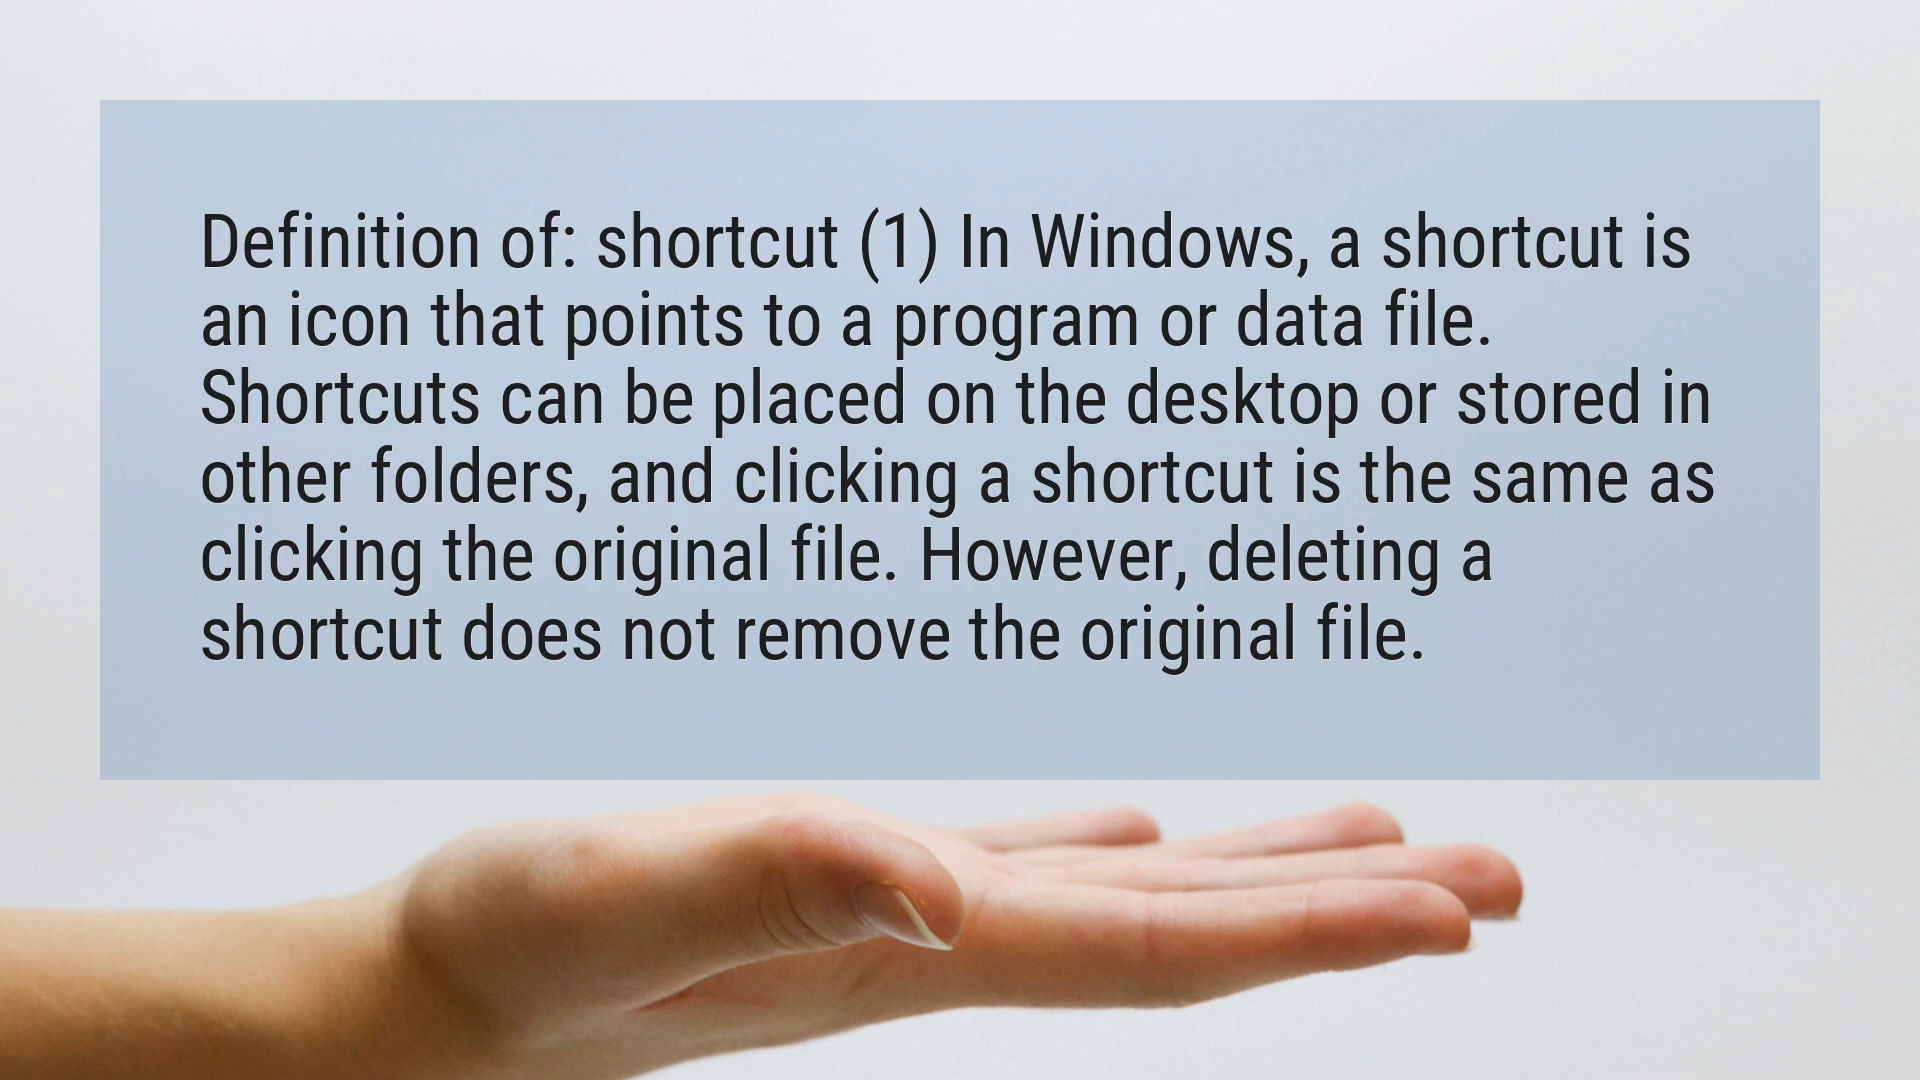 Definition of: shortcut (1) In Windows, a shortcut is
an icon that points to a program or data file.
Shortcuts can be placed on the desktop or stored in
other folders, and clicking a shortcut is the same as
clicking the original file. However, deleting a
shortcut does not remove the original file.